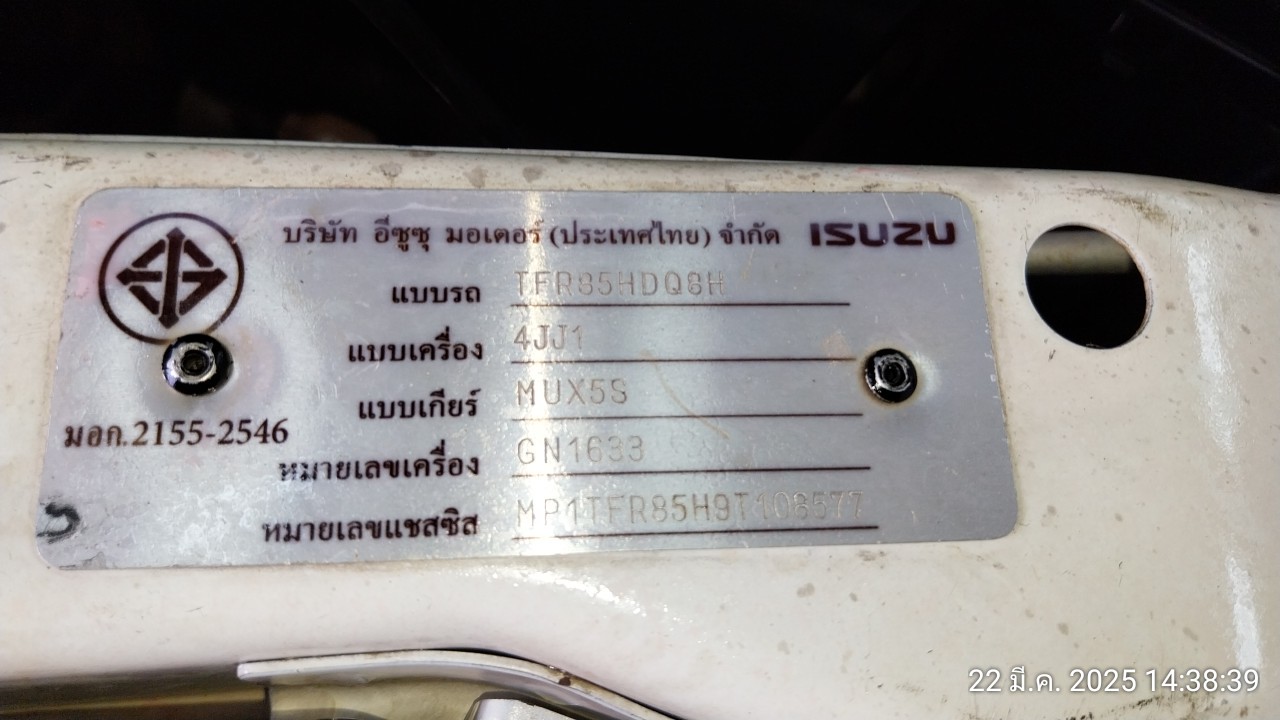 บริษัท อีซูซุ มอเตอร์ (ประเทศไทย) จำกัด ISUZU
แบบรถ TFR85HDQ8H
แบบเครื่อง 4JJ1
แบบเกียร์ MUX5S
มอก.2155-2546
หมายเลขเครื่อง GN1633
หมายเลขแชสซิส MP1TFR85H9T108577
22 มี.ค. 2025 14:38:39